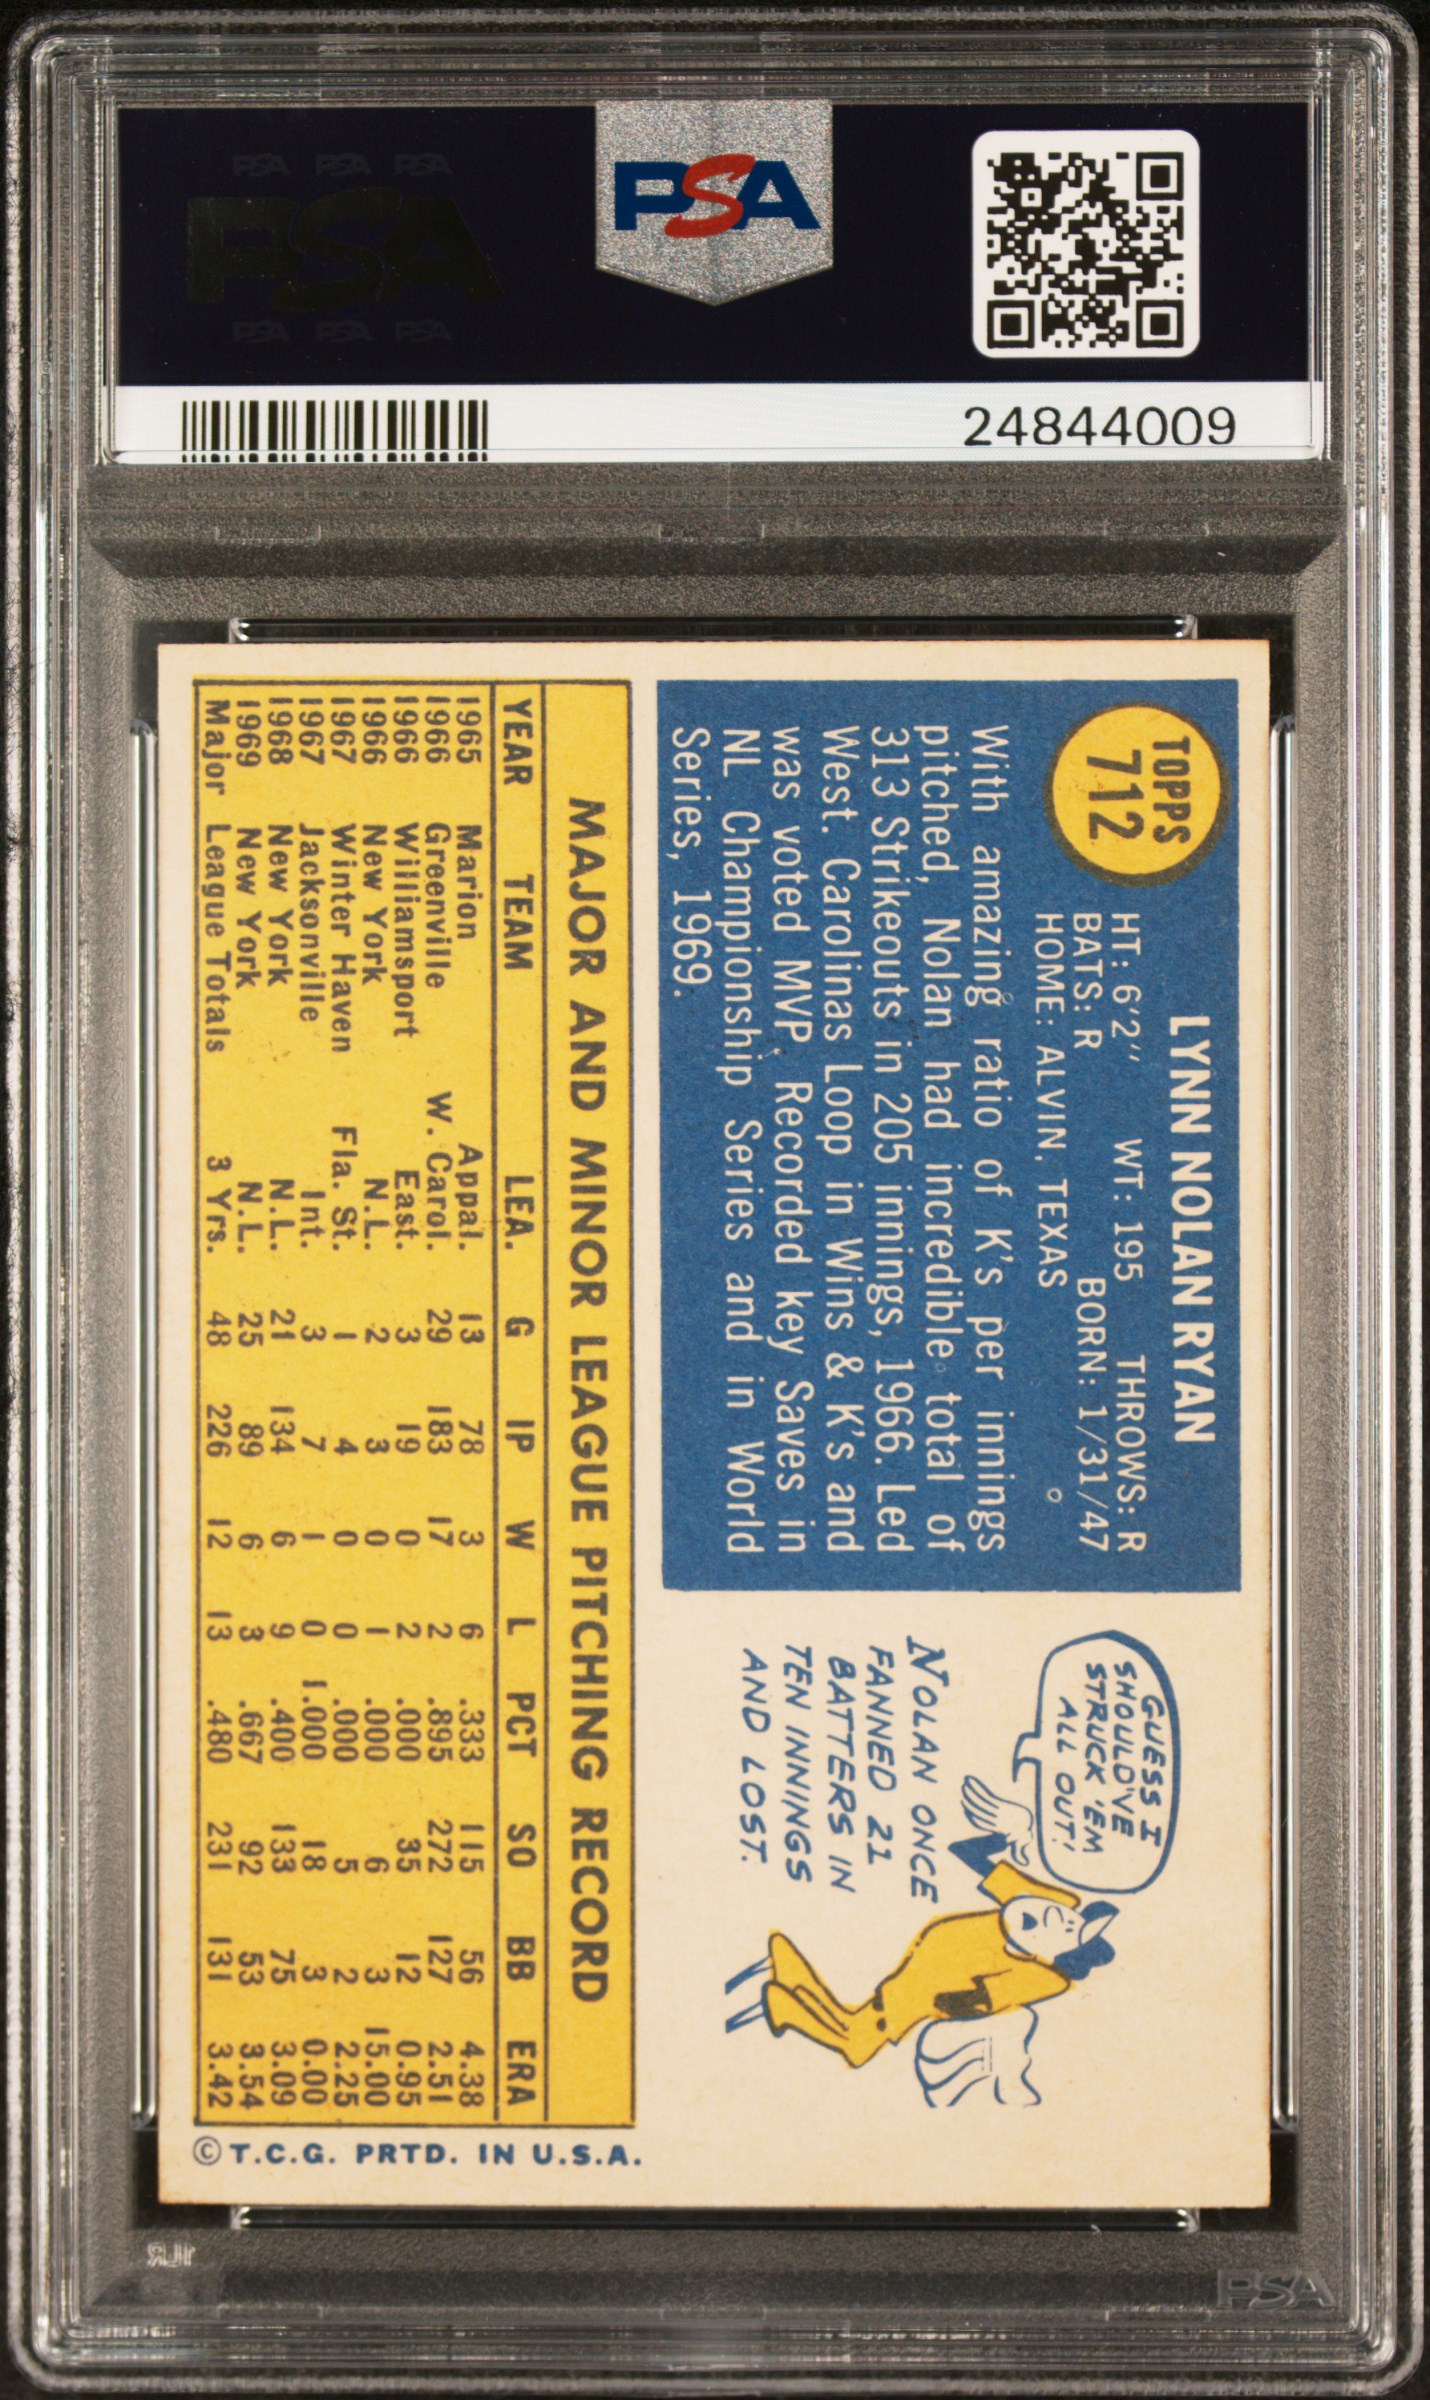 PSA PSA PSA
PSA
PSA PSA PSA
PSA
24844009
TOPPS
712
LYNN NOLAN RYAN
HT: 6'2" WT: 195 THROWS: R
BATS: R BORN: 1/31/47
HOME: ALVIN, TEXAS
With amazing ratio of K's per innings
pitched, Nolan had incredible total of
313 Strikeouts in 205 innings, 1966. Led
West. Carolinas Loop in Wins & K's and
was voted MVP. Recorded key Saves in
NL Championship Series and in World
Series, 1969.
GUESS I
SHOULD'VE
STRUCK 'EM
ALL OUT!
NOLAN ONCE
FANNED 21
BATTERS IN
TEN INNINGS
AND LOST.
MAJOR AND MINOR LEAGUE PITCHING RECORD
YEAR TEAM LEA. G IP W L PCT SO BB ERA
1965 Marion Appal. 13 78 3 6 .333 115 56 4.38
1966 Greenville W. Carol. 29 183 17 2 .895 272 127 2.51
1966 Williamsport East. 3 19 0 2 .000 35 12 0.95
1966 New York N.L. 2 3 0 1 .000 6 3 15.00
1967 Winter Haven Fla. St. 1 4 0 0 .000 5 2 2.25
1967 Jacksonville Int. 3 7 1 0 1.000 18 3 0.00
1968 New York N.L. 21 134 6 9 .400 133 75 3.09
1969 New York N.L. 25 89 6 3 .667 92 53 3.54
Major League Totals 3 Yrs. 48 226 12 13 .480 231 131 3.42
© T.C.G. PRTD. IN U.S.A.
PSA